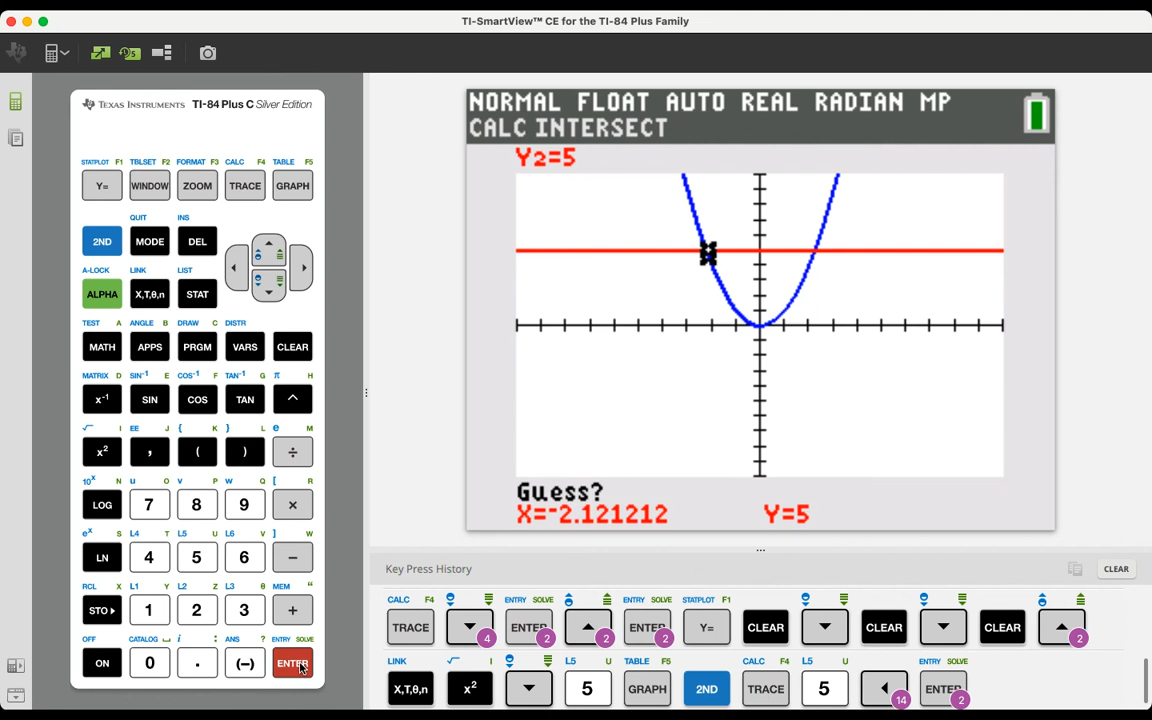 TI-SmartView™ CE for the TI-84 Plus Family
TEXAS INSTRUMENTS TI-84 Plus C Silver Edition
STATPLOT F1 TBLSET F2 FORMAT F3 CALC F4 TABLE F5
Y= WINDOW ZOOM TRACE GRAPH
QUIT INS
2ND MODE DEL
A-LOCK LINK LIST
ALPHA X,T,θ,n STAT
TEST A ANGLE B DRAW C DISTR
MATH APPS PRGM VARS CLEAR
MATRIX D SIN⁻¹ E COS⁻¹ F TAN⁻¹ G π H
x⁻¹ SIN COS TAN ^
√ I EE J { K } L e M
x² , ( ) ÷
10ˣ N u O v P w Q [ R
LOG 7 8 9 ×
eˣ S L4 T L5 U L6 V ] W
LN 4 5 6 −
RCL X L1 Y L2 Z L3 θ MEM "
STO▸ 1 2 3 +
OFF CATALOG ⎵ i : ANS ? ENTRY SOLVE
ON 0 . (−) ENTER
NORMAL FLOAT AUTO REAL RADIAN MP
CALC INTERSECT
Y₂=5
Guess?
X=-2.121212 Y=5
Key Press History CLEAR
CALC F4 ENTRY SOLVE ENTRY SOLVE STATPLOT F1
TRACE 4 ENTER 2 2 ENTER 2 Y= CLEAR CLEAR CLEAR 2
LINK √ I L5 U TABLE F5 CALC F4 L5 U ENTRY SOLVE
X,T,θ,n x² 5 GRAPH 2ND TRACE 5 14 ENTER 2